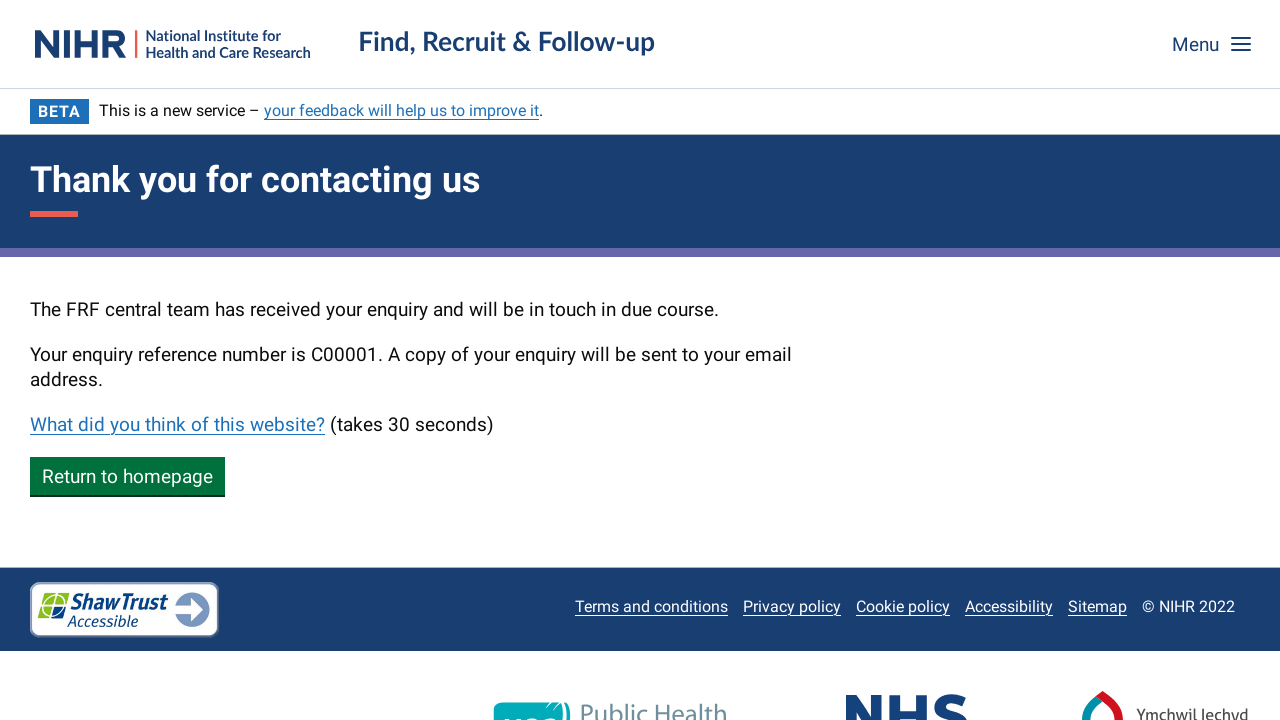 NIHR | National Institute for
Health and Care Research
Find, Recruit & Follow-up
Menu
BETA This is a new service – your feedback will help us to improve it.
Thank you for contacting us
The FRF central team has received your enquiry and will be in touch in due course.
Your enquiry reference number is C00001. A copy of your enquiry will be sent to your email
address.
What did you think of this website? (takes 30 seconds)
Return to homepage
Shaw Trust
Accessible
Terms and conditions Privacy policy Cookie policy Accessibility Sitemap © NIHR 2022
Public Health
NHS
Ymchwil Iechyd